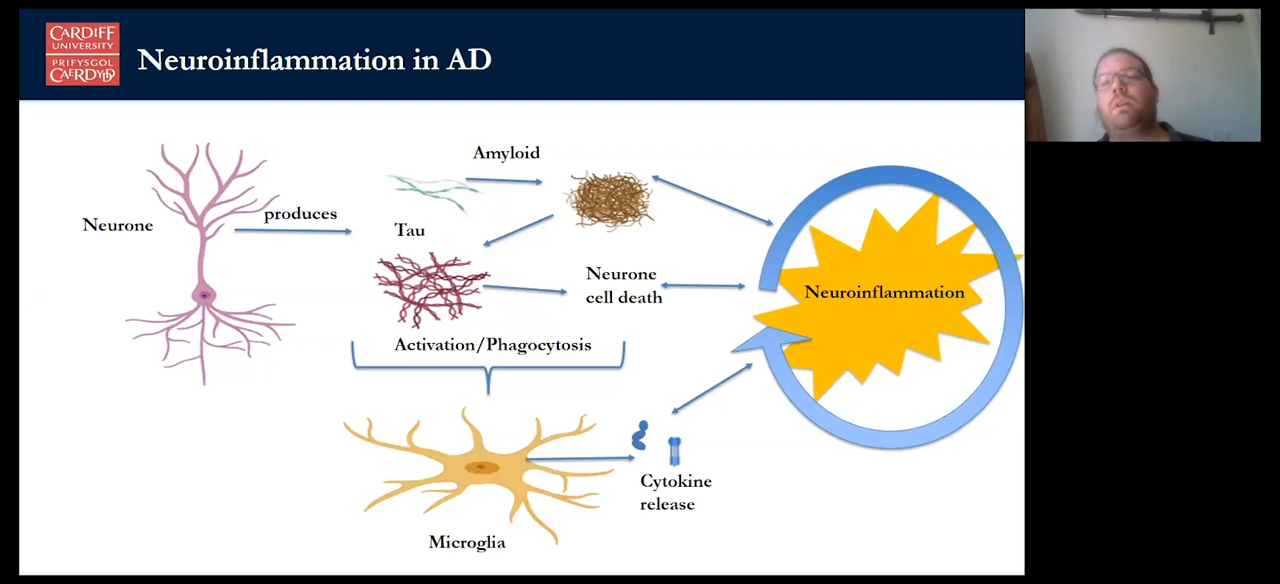 CARDIFF
UNIVERSITY
PRIFYSGOL
CAERDYDD
Neuroinflammation in AD
Amyloid
Neurone
produces
Tau
Neurone
cell death
Neuroinflammation
Activation/Phagocytosis
Cytokine
release
Microglia